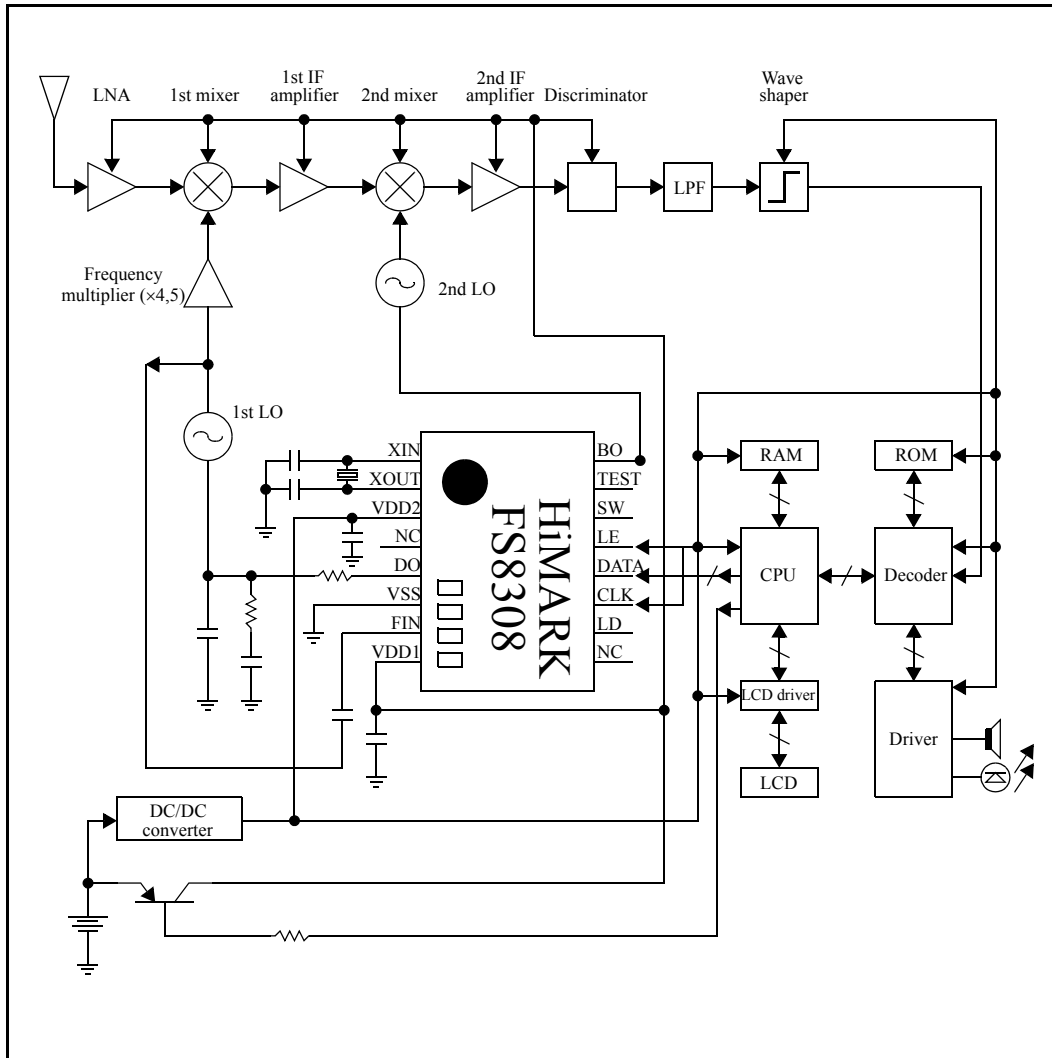 LNA
1st mixer
1st IF
amplifier
2nd mixer
2nd IF
amplifier
Discriminator
Wave
shaper
LPF
Frequency
multiplier (×4,5)
2nd LO
1st LO
XIN
XOUT
VDD2
NC
DO
VSS
FIN
VDD1
HiMARK
FS8308
BO
TEST
SW
LE
DATA
CLK
LD
NC
RAM
ROM
CPU
Decoder
LCD driver
LCD
Driver
DC/DC
converter